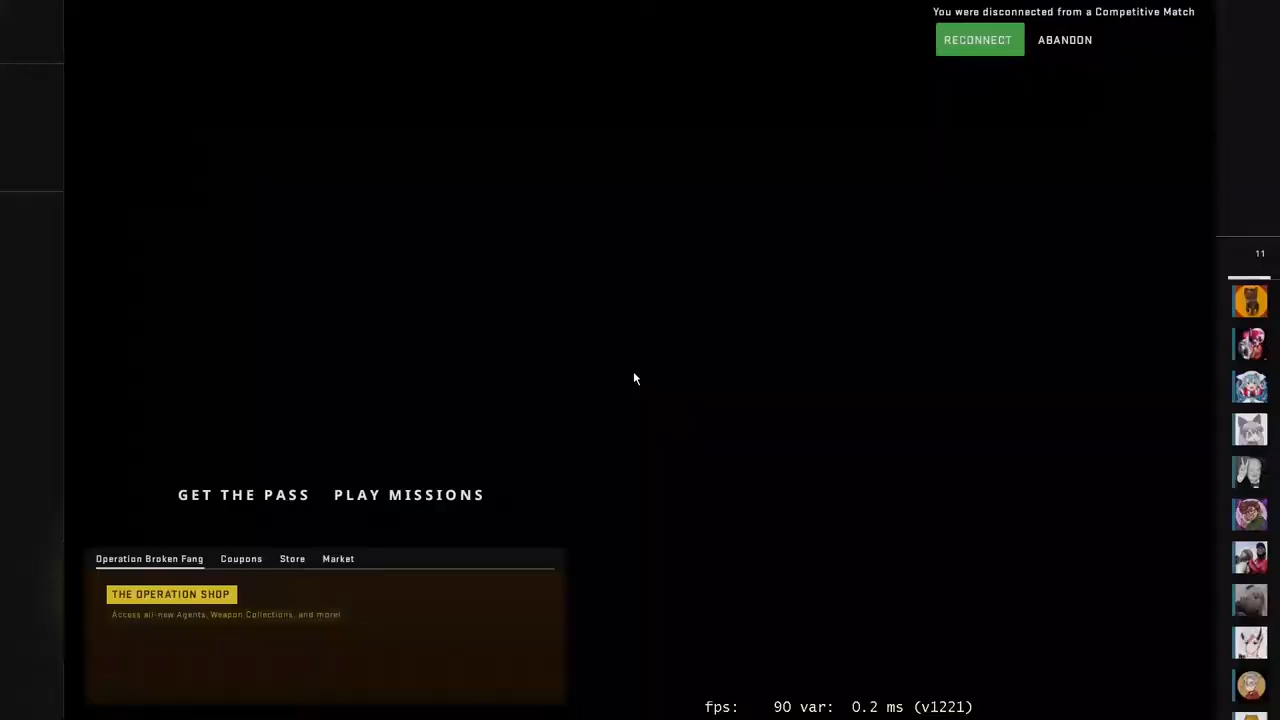 You were disconnected from a Competitive Match
RECONNECT ABANDON
11
GET THE PASS PLAY MISSIONS
Operation Broken Fang Coupons Store Market
THE OPERATION SHOP
Access all-new Agents, Weapon Collections, and more!
fps: 90 var: 0.2 ms (v1221)